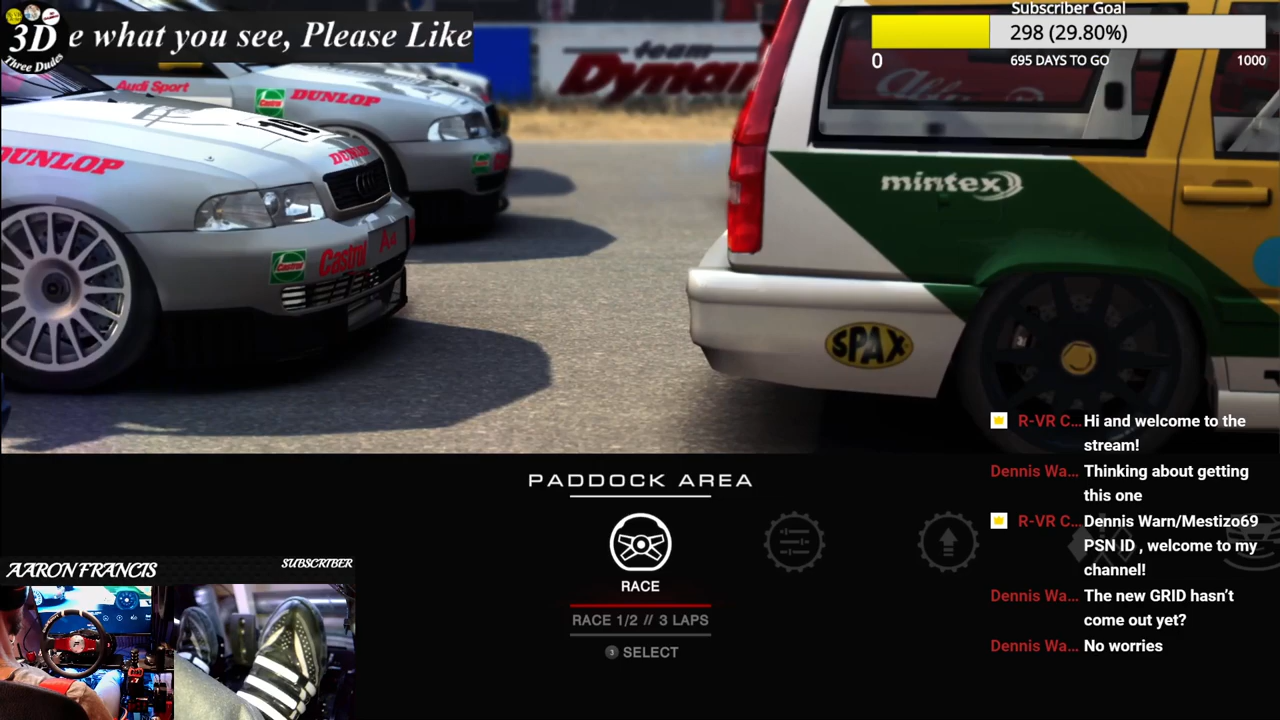 3D
Three Dudes
e what you see, Please Like
Subscriber Goal
298 (29.80%)
0
695 DAYS TO GO
1000
team
Audi Sport
Castrol
DUNLOP
DUNLOP
DUNLOP
Castrol
Castrol
A4
mintex
SPAX
R-VR C... Hi and welcome to the
stream!
Dennis Wa... Thinking about getting
this one
R-VR C... Dennis Warn/Mestizo69
PSN ID , welcome to my
channel!
Dennis Wa... The new GRID hasn't
come out yet?
Dennis Wa... No worries
PADDOCK AREA
RACE
RACE 1/2 // 3 LAPS
3 SELECT
AARON FRANCIS
SUBSCRIBER